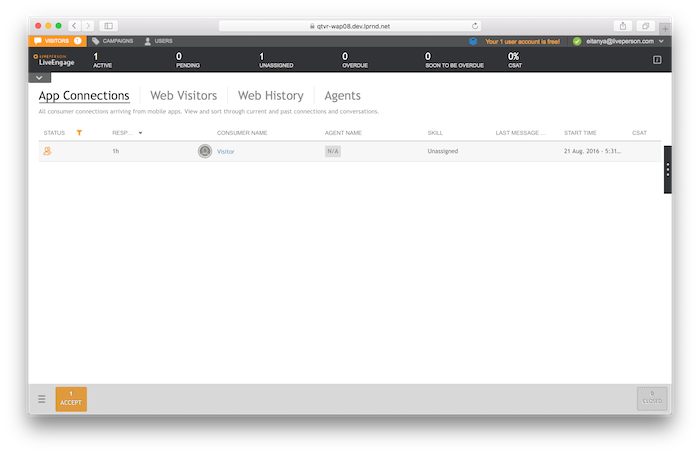 qtvr-wap08.dev.lprnd.net
VISITORS 1 CAMPAIGNS USERS Your 1 user account is free! eitanya@liveperson.com
LIVEPERSON
LiveEngage
1 0 1 0 0 0%
ACTIVE PENDING UNASSIGNED OVERDUE SOON TO BE OVERDUE CSAT
App Connections Web Visitors Web History Agents
All consumer connections arriving from mobile apps. View and sort through current and past connections and conversations.
STATUS RESP... CONSUMER NAME AGENT NAME SKILL LAST MESSAGE... START TIME CSAT
1h Visitor N/A Unassigned 21 Aug. 2016 - 5:31...
1
ACCEPT
CLOSED